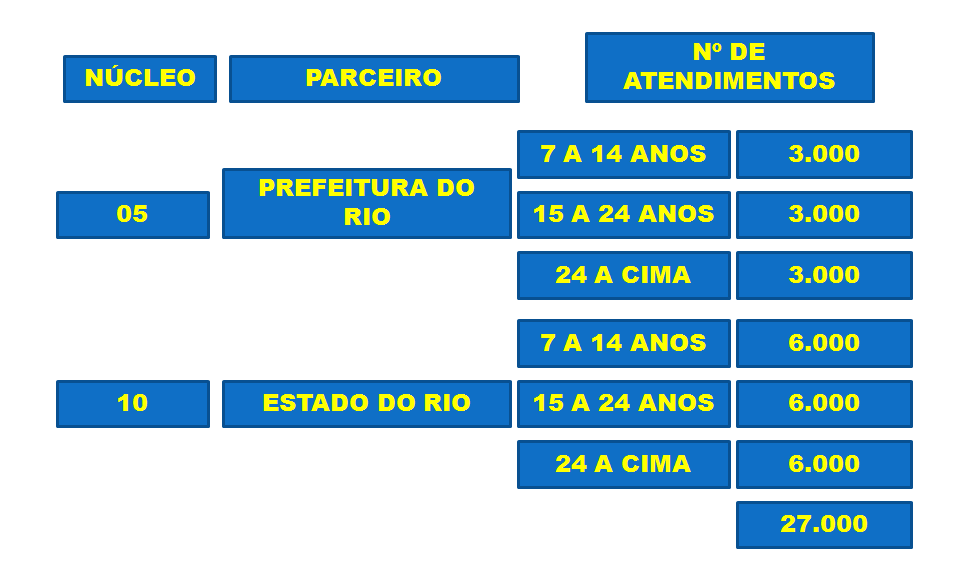 NÚCLEO PARCEIRO Nº DE
ATENDIMENTOS
7 A 14 ANOS 3.000
05 PREFEITURA DO
RIO 15 A 24 ANOS 3.000
24 A CIMA 3.000
7 A 14 ANOS 6.000
10 ESTADO DO RIO 15 A 24 ANOS 6.000
24 A CIMA 6.000
27.000